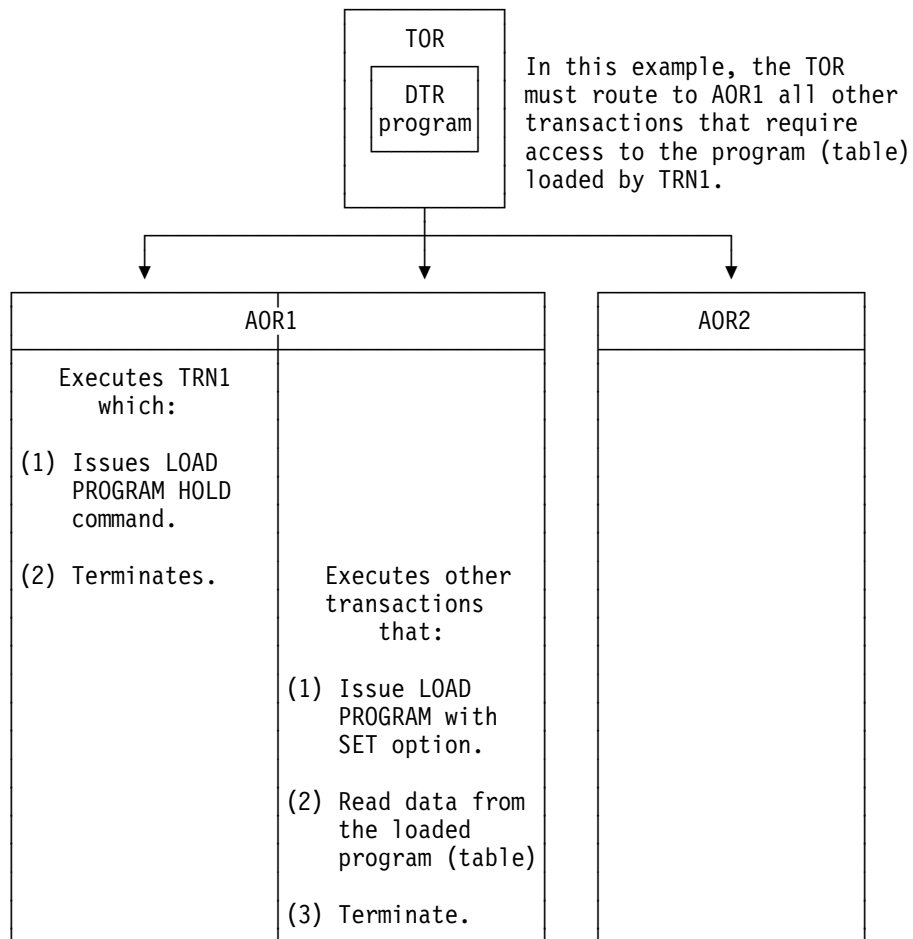 TOR
DTR
program
In this example, the TOR
must route to AOR1 all other
transactions that require
access to the program (table)
loaded by TRN1.
AOR1
AOR2
Executes TRN1
which:
(1) Issues LOAD
PROGRAM HOLD
command.
(2) Terminates.
Executes other
transactions
that:
(1) Issue LOAD
PROGRAM with
SET option.
(2) Read data from
the loaded
program (table)
(3) Terminate.